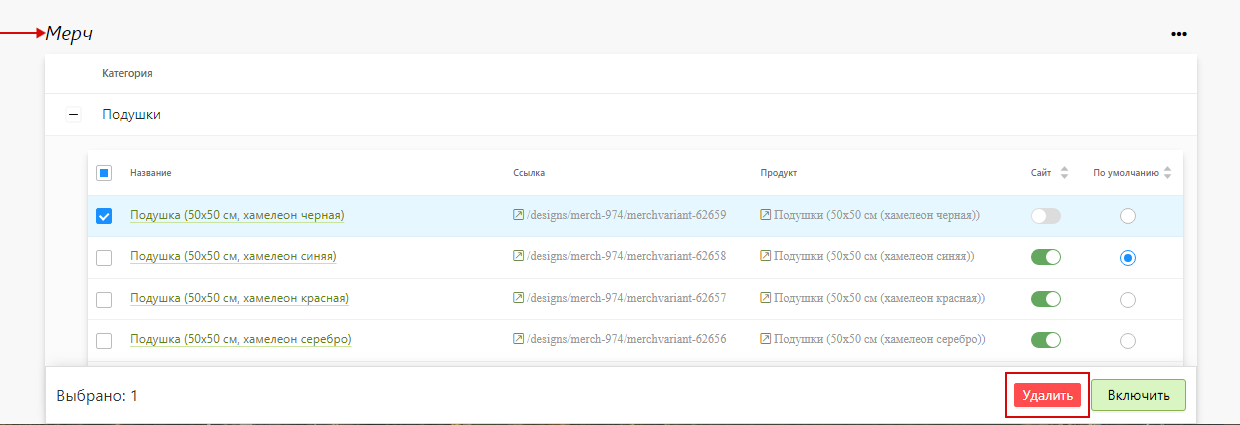 Мерч
Категория
Подушки
Название Ссылка Продукт Сайт По умолчанию
Подушка (50x50 см, хамелеон черная) /designs/merch-974/merchvariant-62659 Подушки (50x50 см (хамелеон черная))
Подушка (50x50 см, хамелеон синяя) /designs/merch-974/merchvariant-62658 Подушки (50x50 см (хамелеон синяя))
Подушка (50x50 см, хамелеон красная) /designs/merch-974/merchvariant-62657 Подушки (50x50 см (хамелеон красная))
Подушка (50x50 см, хамелеон серебро) /designs/merch-974/merchvariant-62656 Подушки (50x50 см (хамелеон серебро))
Выбрано: 1 Удалить Включить